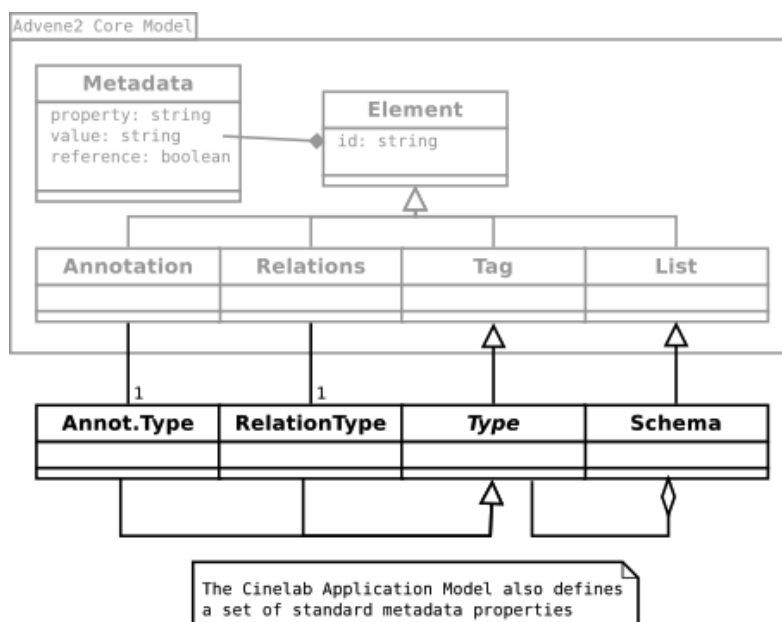 Advene2 Core Model
Metadata
property: string
value: string
reference: boolean
Element
id: string
Annotation
Relations
Tag
List
1
1
Annot.Type
RelationType
Type
Schema
The Cinelab Application Model also defines
a set of standard metadata properties